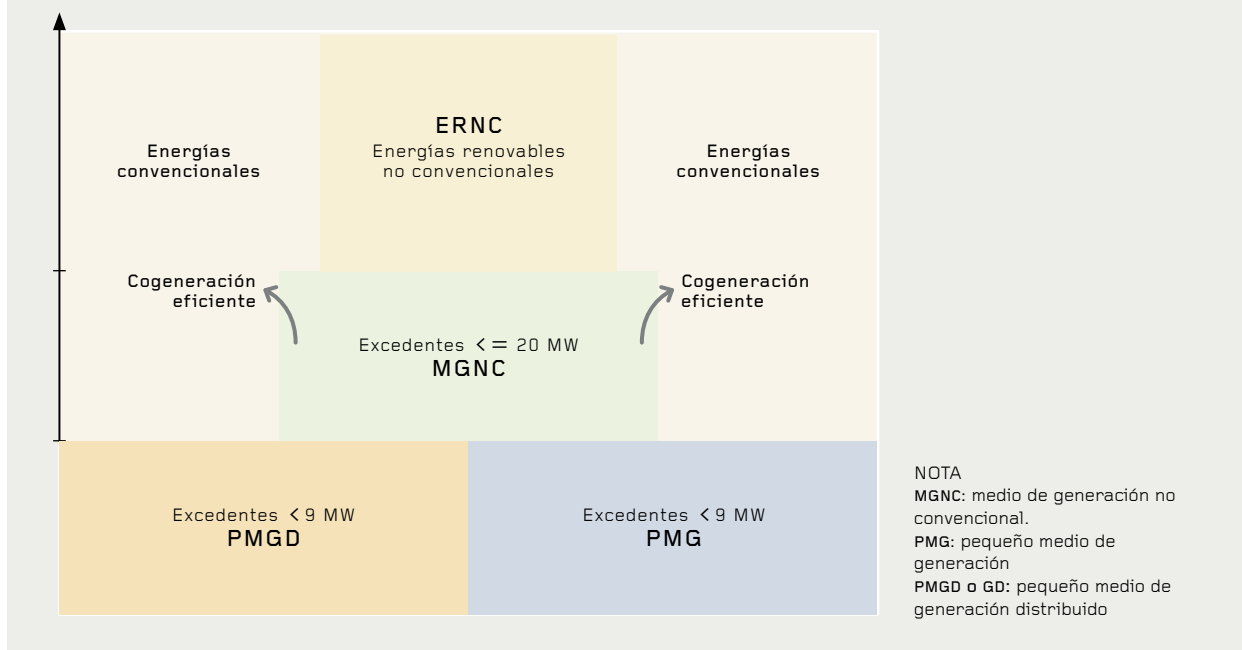 ERNC
Energías renovables
no convencionales
Energías
convencionales
Energías
convencionales
Cogeneración
eficiente
Cogeneración
eficiente
Excedentes <= 20 MW
MGNC
Excedentes <9 MW
PMGD
Excedentes <9 MW
PMG
NOTA
MGNC: medio de generación no
convencional.
PMG: pequeño medio de
generación
PMGD o GD: pequeño medio de
generación distribuido